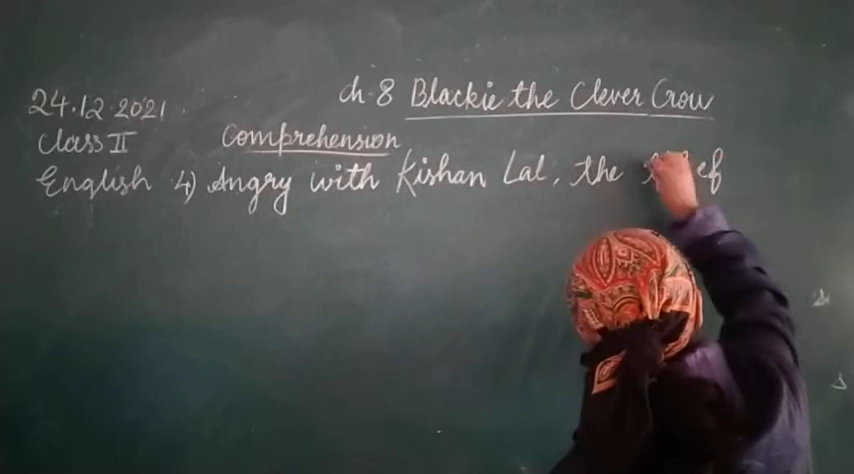 24.12.2021
ch-8 Blackie the Clever Crow
Class II
Comprehension
English 4) Angry with Kishan Lal, the